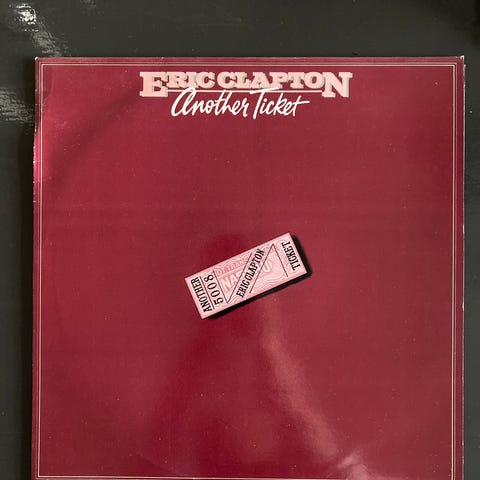 ERIC CLAPTON
Another Ticket
ANOTHER
5008
ERIC CLAPTON
TICKET